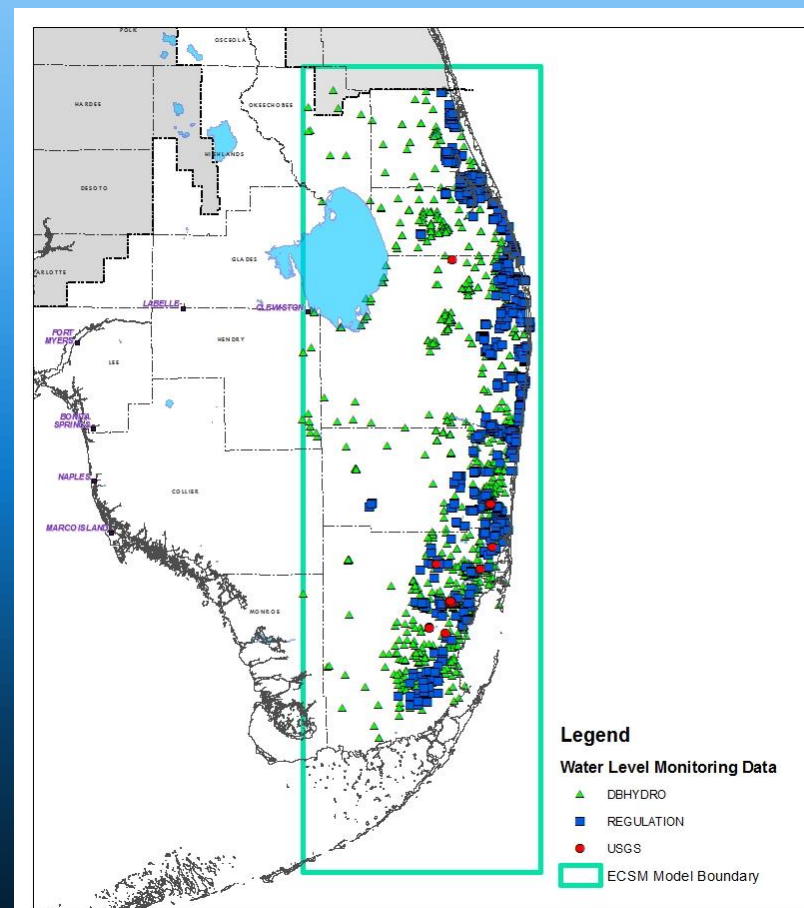 POLK
OSCEOLA
HARDEE
OKEECHOBEE
HIGHLANDS
DESOTO
GLADES
ARLOTTE
LABELLE
CLEWISTON
FORT
MYERS
HENDRY
LEE
BONITA
SPRINGS
NAPLES
COLLIER
MARCO ISLAND
MONROE
Legend
Water Level Monitoring Data
DBHYDRO
REGULATION
USGS
ECSM Model Boundary